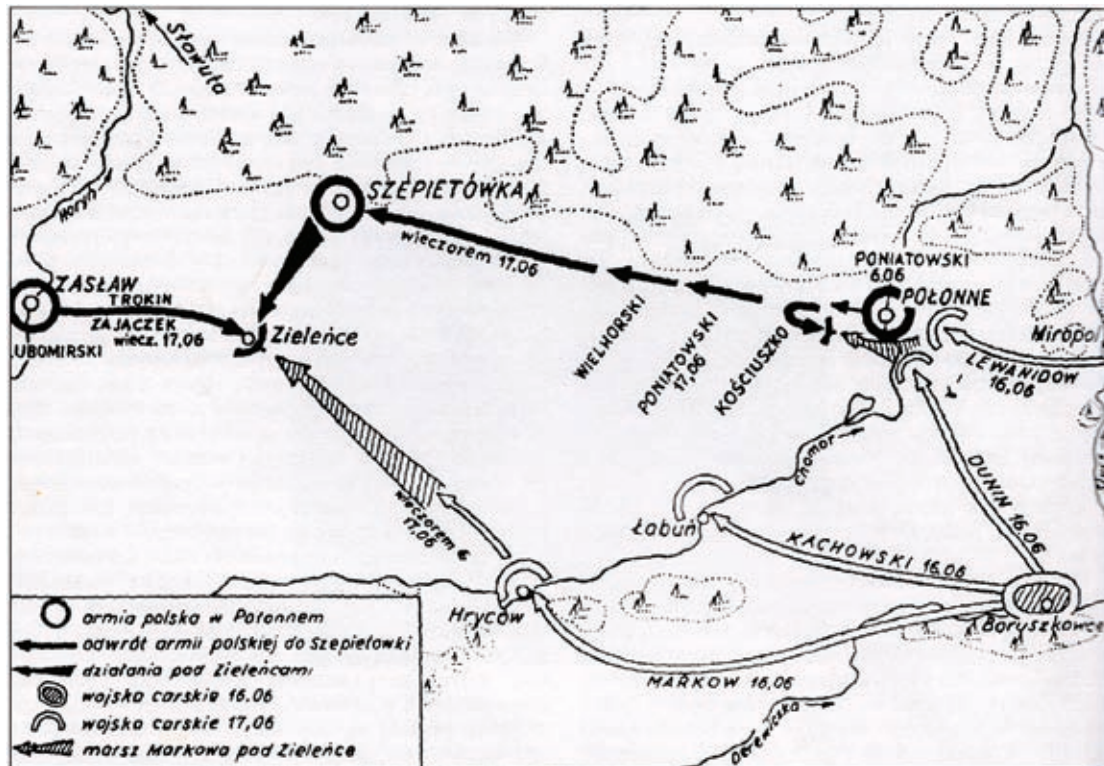 Sławuta
Horyń
SZEPIETÓWKA
wieczorem 17,06
ZASŁAW
TROKIN
ZAJĄCZEK
wiecz. 17,06
LUBOMIRSKI
Zieleńce
WIELHORSKI
PONIATOWSKI
17,06
KOŚCIUSZKO
PONIATOWSKI
6.06
POŁONNE
Miropol
LEWANIDOW
16,06
DUNIN 16,06
Chomor
Łabuń
KACHOWSKI 16,06
wieczorem
17,06
Hryców
Boryszkowce
MARKOW 16,06
Derewiczka
armia polska w Połonnem
odwrót armii polskiej do Szepietówki
działania pod Zieleńcami
wojska carskie 16.06
wojska carskie 17,06
marsz Markowa pod Zieleńce